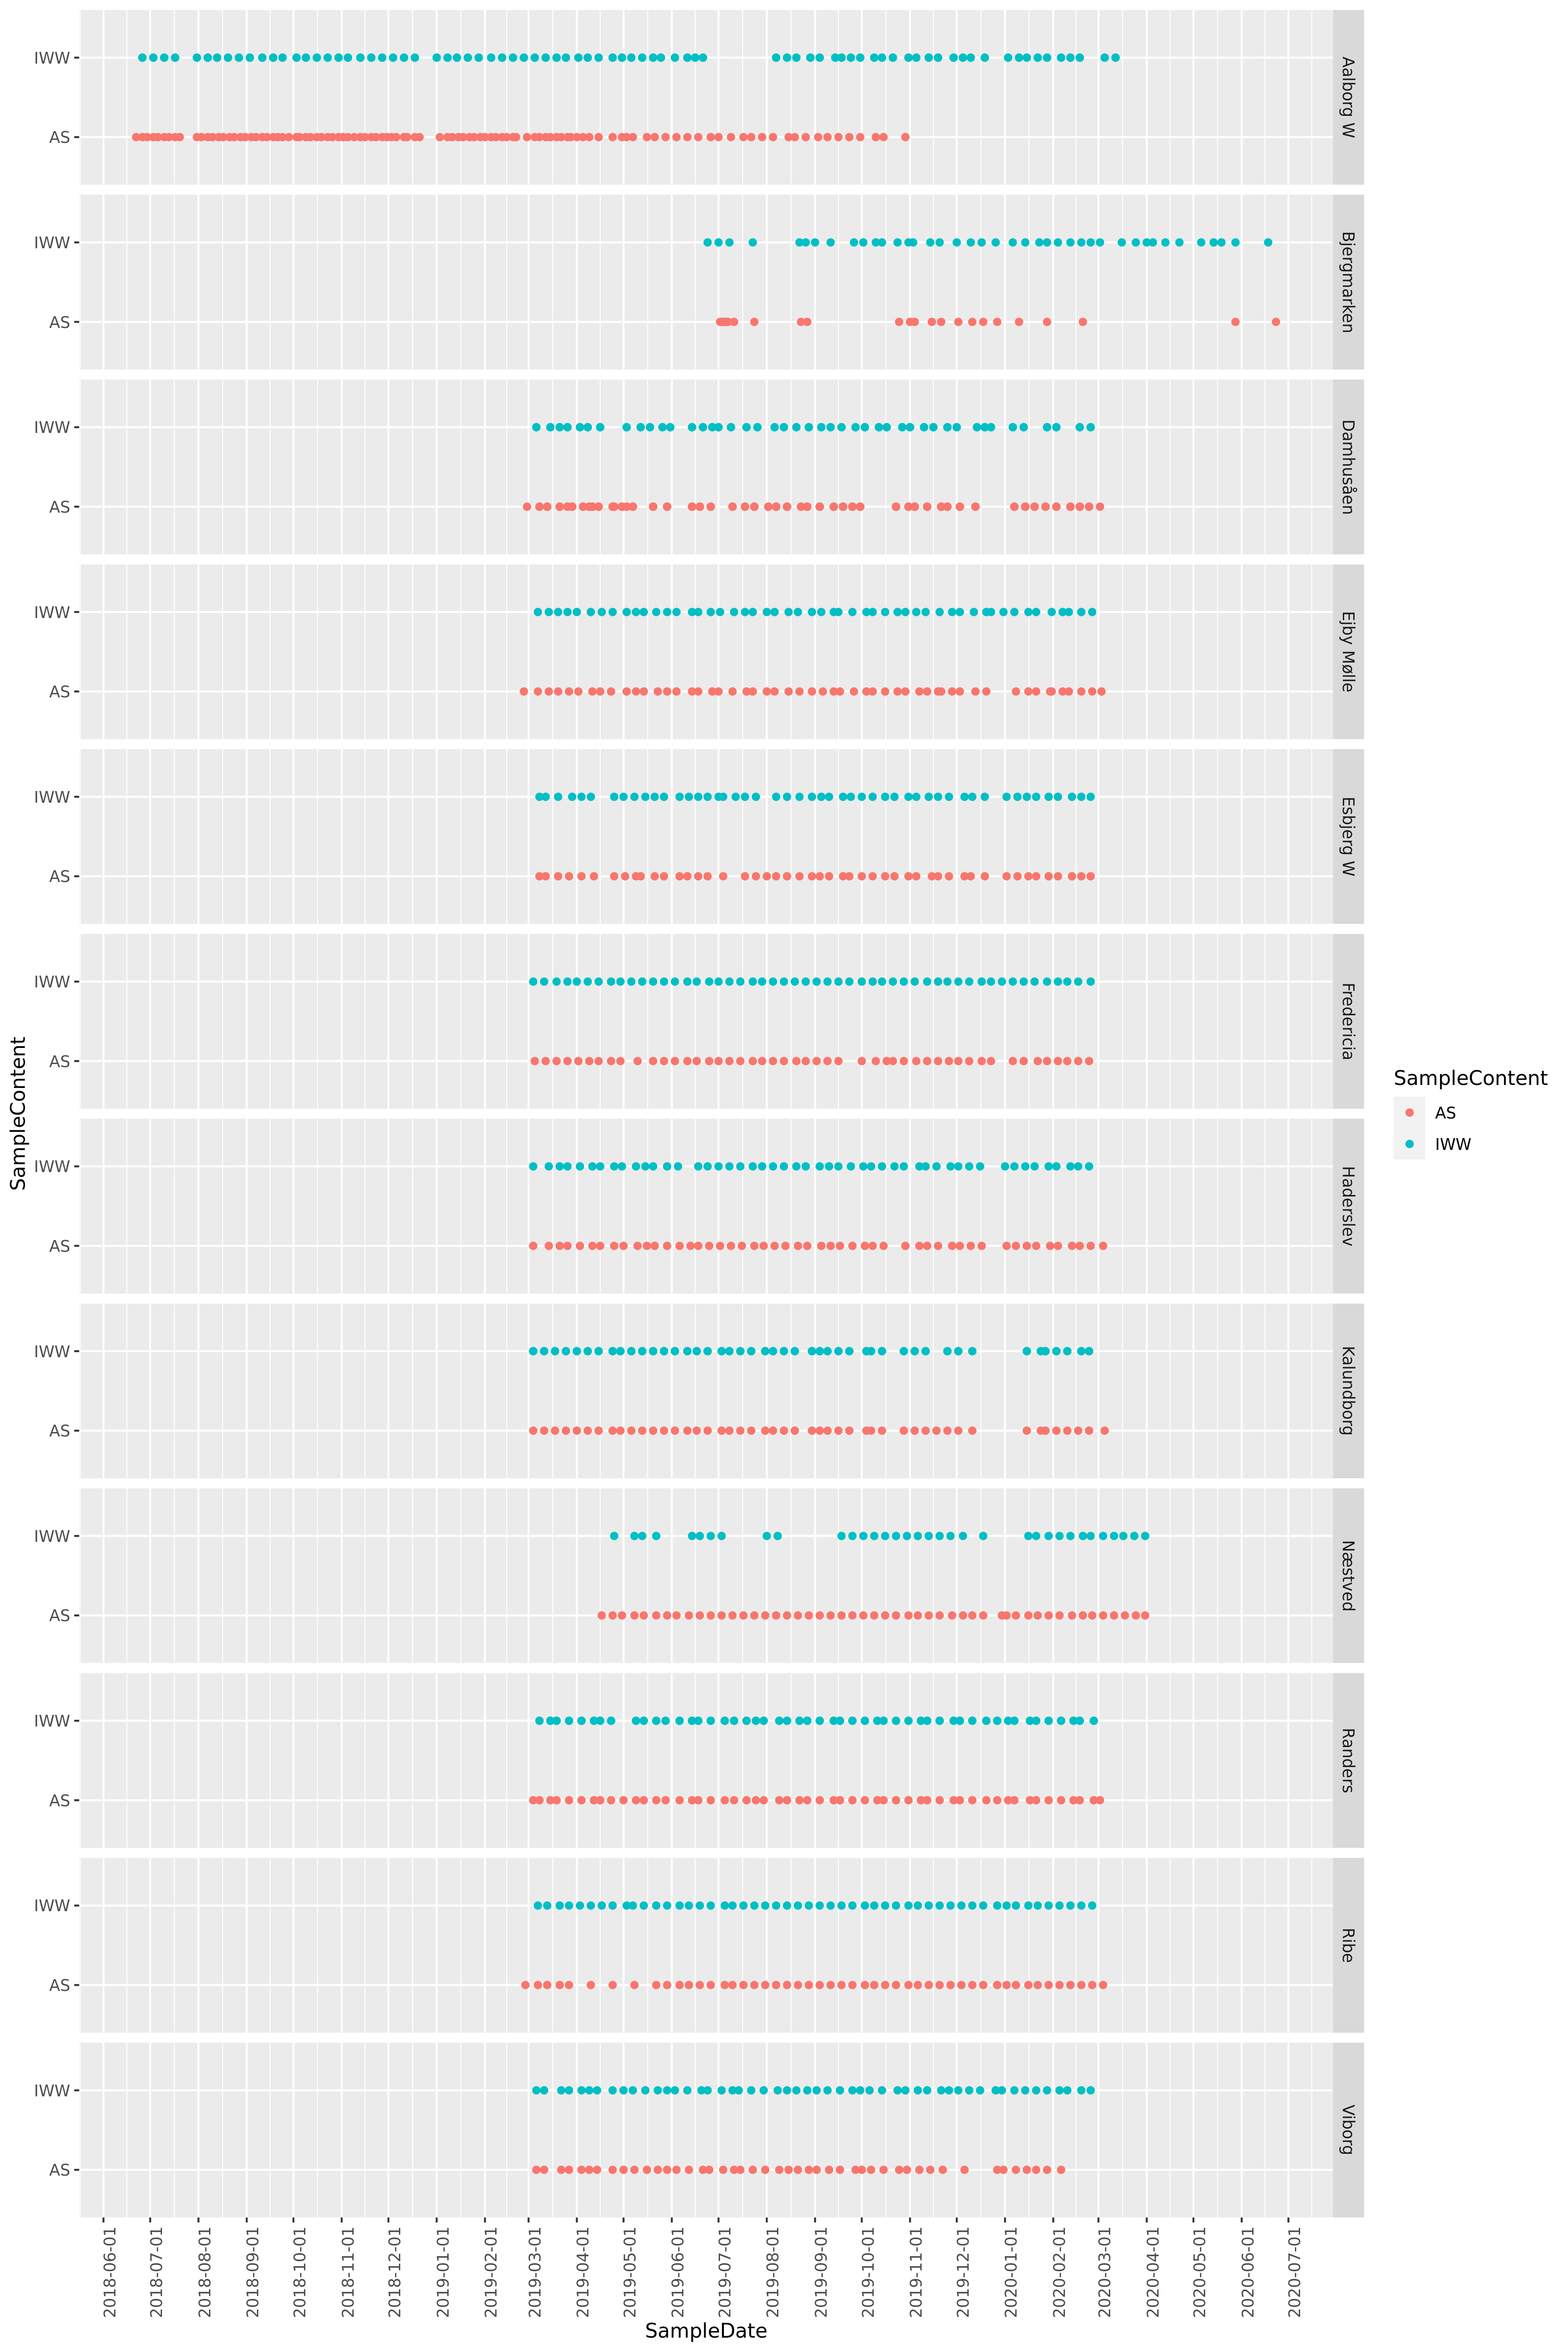 IWW
AS
Aalborg W
IWW
AS
Bjergmarken
IWW
AS
Damhusåen
IWW
AS
Ejby Mølle
IWW
AS
Esbjerg W
IWW
AS
Fredericia
IWW
AS
Haderslev
IWW
AS
Kalundborg
IWW
AS
Næstved
IWW
AS
Randers
IWW
AS
Ribe
IWW
AS
Viborg
SampleContent
2018-06-01
2018-07-01
2018-08-01
2018-09-01
2018-10-01
2018-11-01
2018-12-01
2019-01-01
2019-02-01
2019-03-01
2019-04-01
2019-05-01
2019-06-01
2019-07-01
2019-08-01
2019-09-01
2019-10-01
2019-11-01
2019-12-01
2020-01-01
2020-02-01
2020-03-01
2020-04-01
2020-05-01
2020-06-01
2020-07-01
SampleDate
SampleContent
AS
IWW